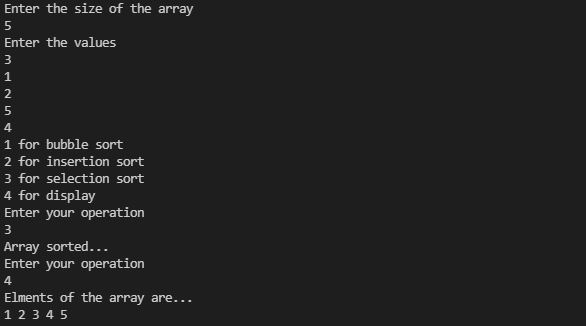 Enter the size of the array
5
Enter the values
3
1
2
5
4
1 for bubble sort
2 for insertion sort
3 for selection sort
4 for display
Enter your operation
3
Array sorted...
Enter your operation
4
Elments of the array are...
1 2 3 4 5